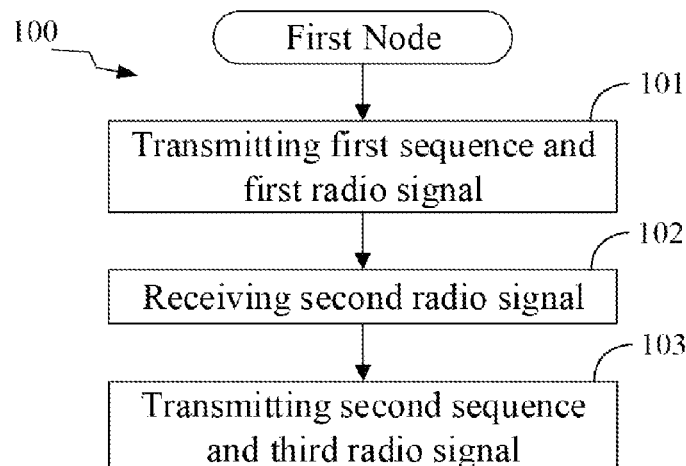 100
First Node
101
Transmitting first sequence and
first radio signal
102
Receiving second radio signal
103
Transmitting second sequence
and third radio signal